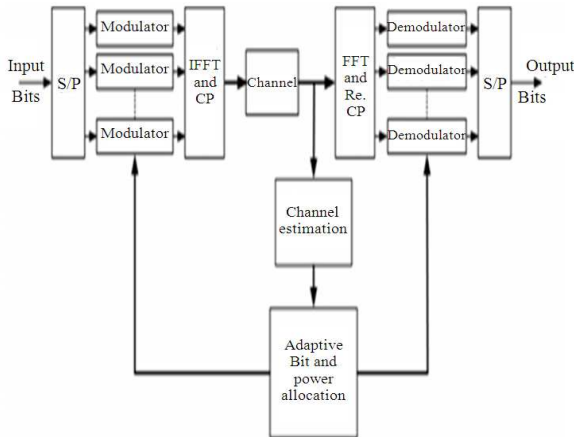 Input
Bits
S/P
Modulator
Modulator
Modulator
IFFT
and
CP
Channel
FFT
and
Re.
CP
Demodulator
Demodulator
Demodulator
S/P
Output
Bits
Channel
estimation
Adaptive
Bit and
power
allocation